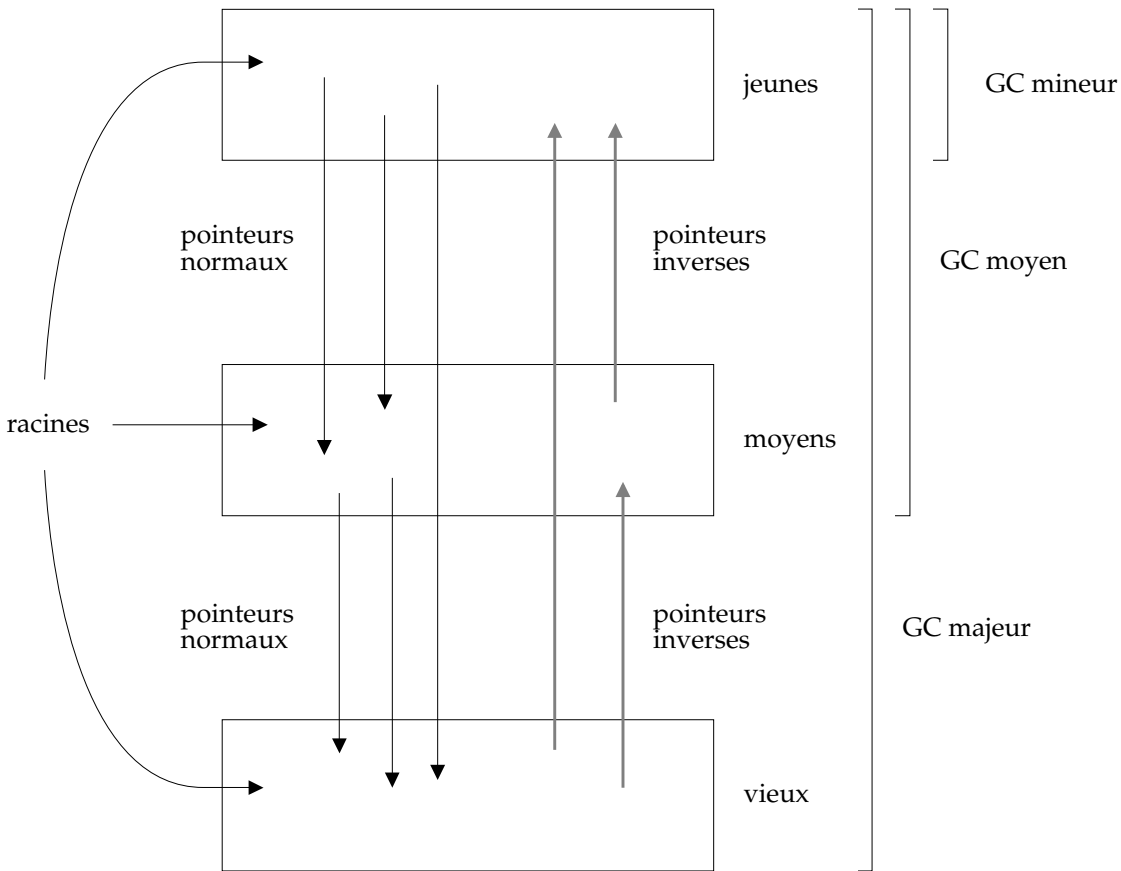 jeunes
GC mineur
pointeurs
normaux
pointeurs
inverses
GC moyen
racines
moyens
pointeurs
normaux
pointeurs
inverses
GC majeur
vieux